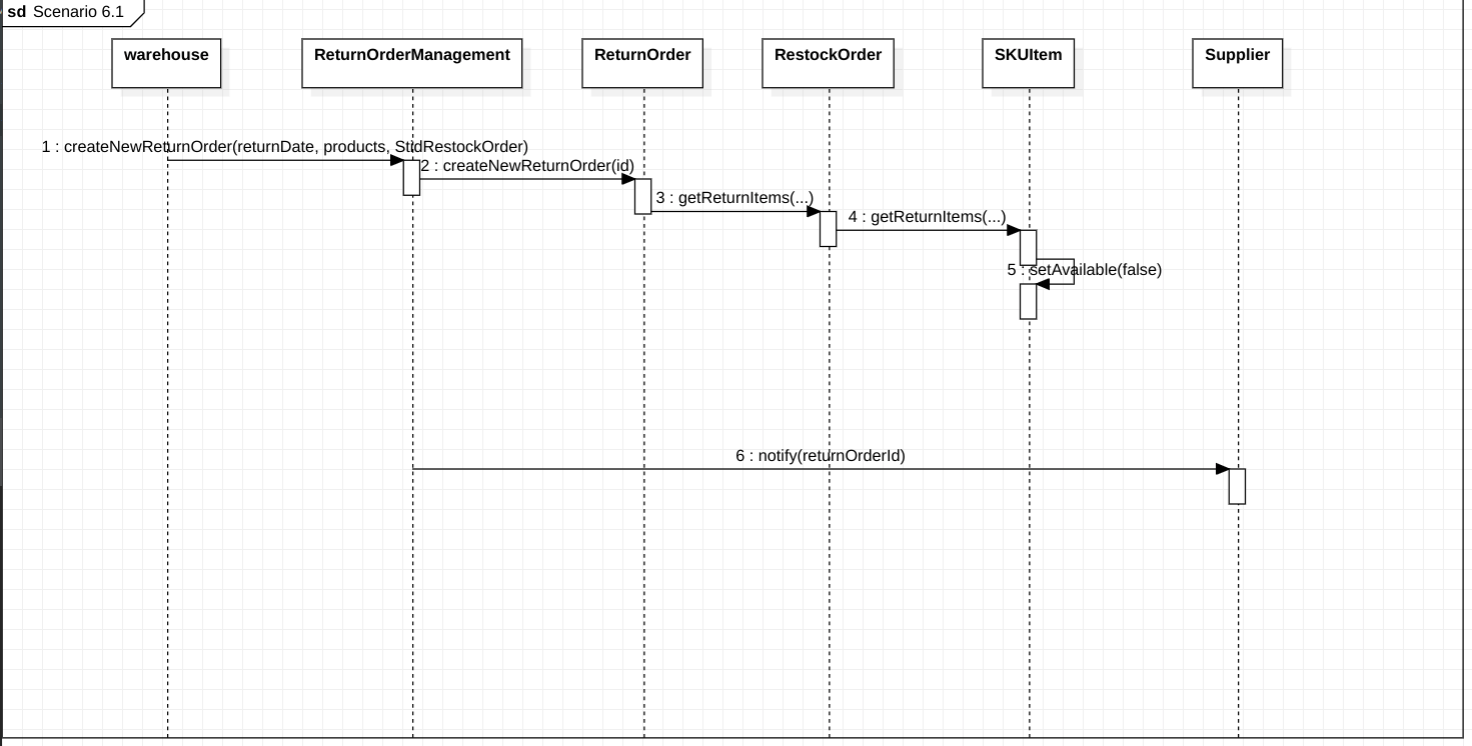 sd Scenario 6.1
warehouse
ReturnOrderManagement
ReturnOrder
RestockOrder
SKUItem
Supplier
1 : createNewReturnOrder(returnDate, products, StidRestockOrder)
2 : createNewReturnOrder(id)
3 : getReturnItems(...)
4 : getReturnItems(...)
5 : setAvailable(false)
6 : notify(returnOrderId)